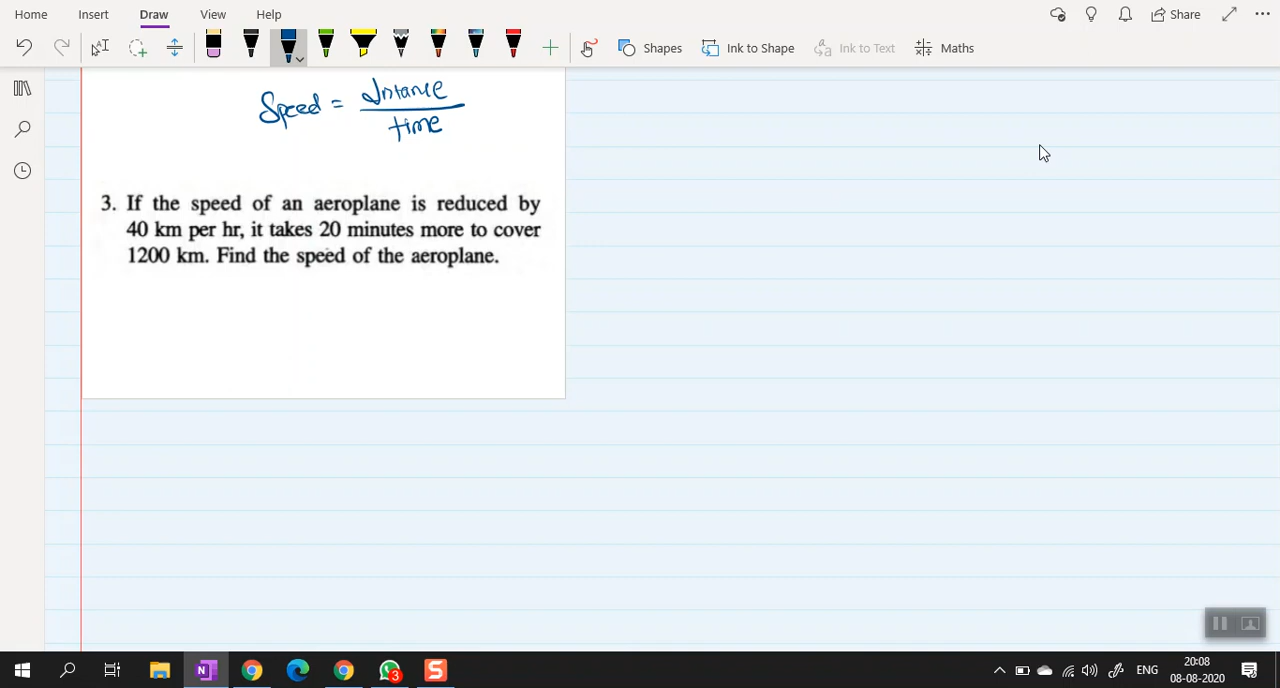 Home Insert Draw View Help Share
Shapes Ink to Shape Ink to Text Maths
Speed = Distance
time
3. If the speed of an aeroplane is reduced by
40 km per hr, it takes 20 minutes more to cover
1200 km. Find the speed of the aeroplane.
3
N
S
ENG
20:08
08-08-2020